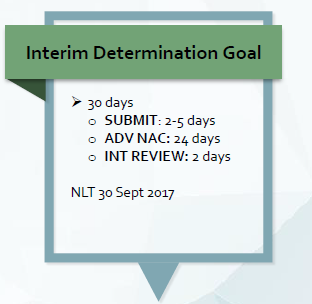 Interim Determination Goal
➤ 30 days
o SUBMIT: 2-5 days
o ADV NAC: 24 days
o INT REVIEW: 2 days
NLT 30 Sept 2017